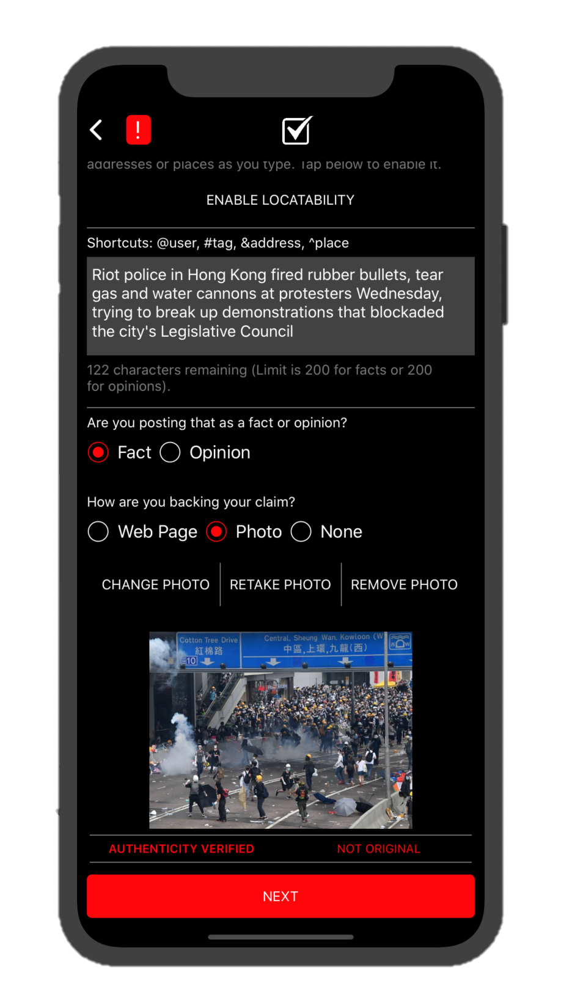 !
addresses or places as you type. Tap below to enable it.
ENABLE LOCATABILITY
Shortcuts: @user, #tag, &address, ^place
Riot police in Hong Kong fired rubber bullets, tear
gas and water cannons at protesters Wednesday,
trying to break up demonstrations that blockaded
the city's Legislative Council
122 characters remaining (Limit is 200 for facts or 200
for opinions).
Are you posting that as a fact or opinion?
Fact Opinion
How are you backing your claim?
Web Page Photo None
CHANGE PHOTO RETAKE PHOTO REMOVE PHOTO
Cotton Tree Drive
紅棉路
10
Central, Sheung Wan, Kowloon (W
中區,上環,九龍(西)
AUTHENTICITY VERIFIED NOT ORIGINAL
NEXT